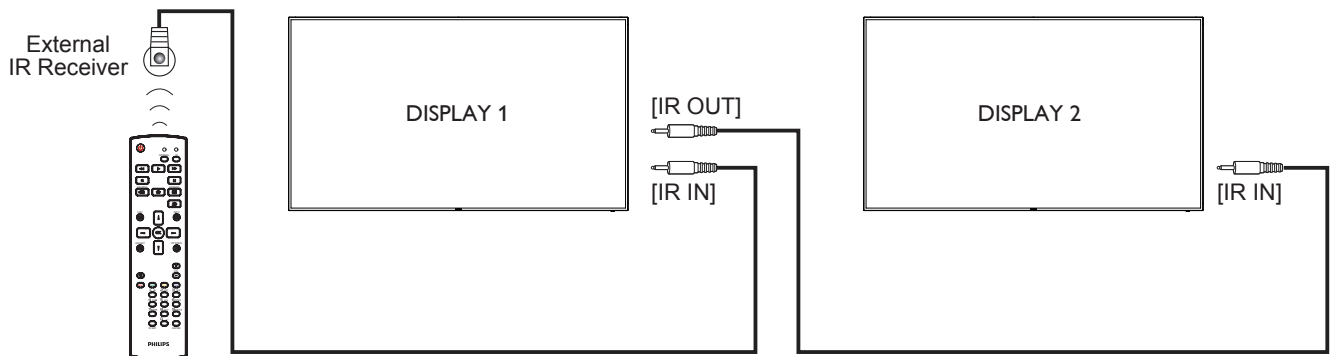 External
IR Receiver
DISPLAY 1
[IR OUT]
[IR IN]
DISPLAY 2
[IR IN]
PHILIPS